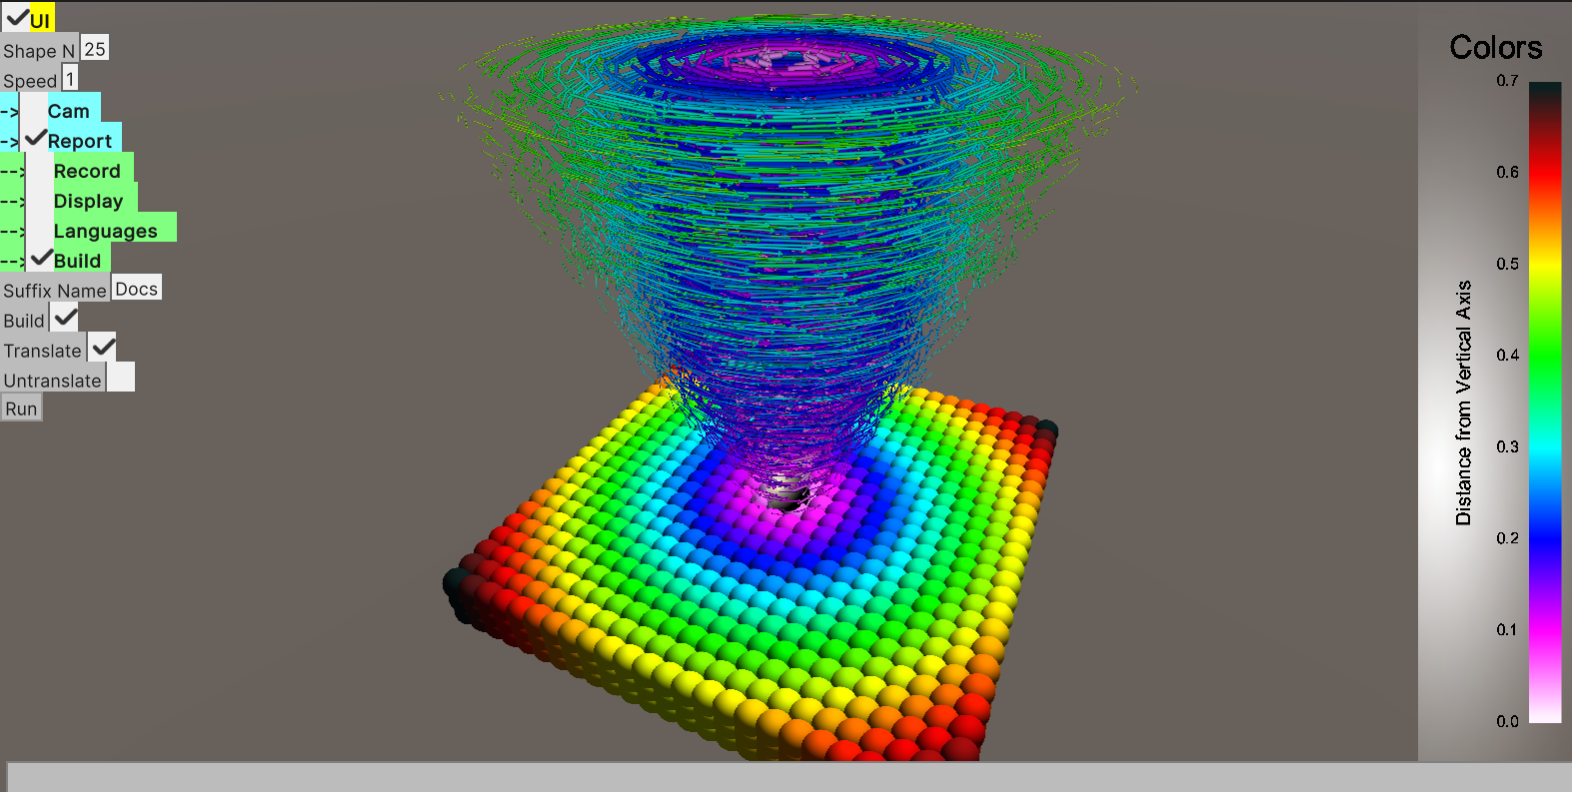 UI
Shape N 25
Speed 1
-> Cam
-> Report
--> Record
--> Display
--> Languages
--> Build
Suffix Name Docs
Build
Translate
Untranslate
Run
Colors
Distance from Vertical Axis
0.7
0.6
0.5
0.4
0.3
0.2
0.1
0.0